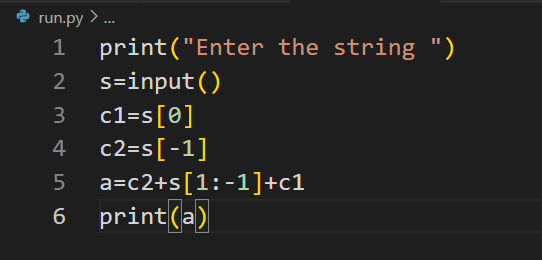 run.py > ...
1 print("Enter the string ")
2 s=input()
3 c1=s[0]
4 c2=s[-1]
5 a=c2+s[1:-1]+c1
6 print(a)